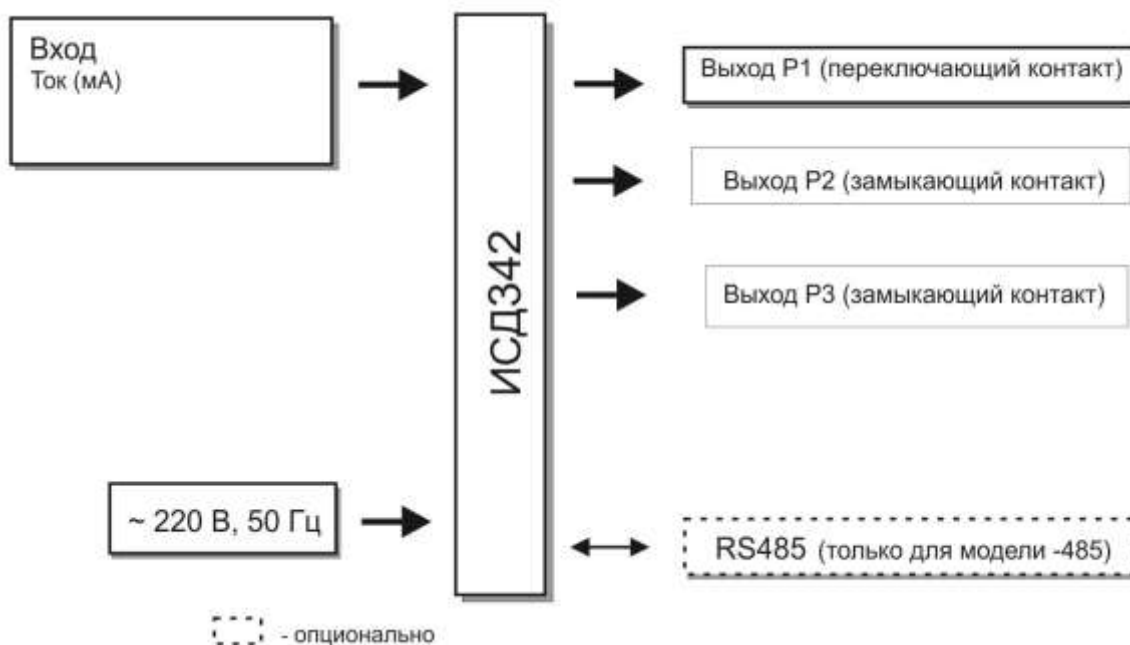 Вход
Ток (мА)
Выход Р1 (переключающий контакт)
Выход Р2 (замыкающий контакт)
Выход Р3 (замыкающий контакт)
ИСД342
~ 220 В, 50 Гц
RS485 (только для модели -485)
- опционально